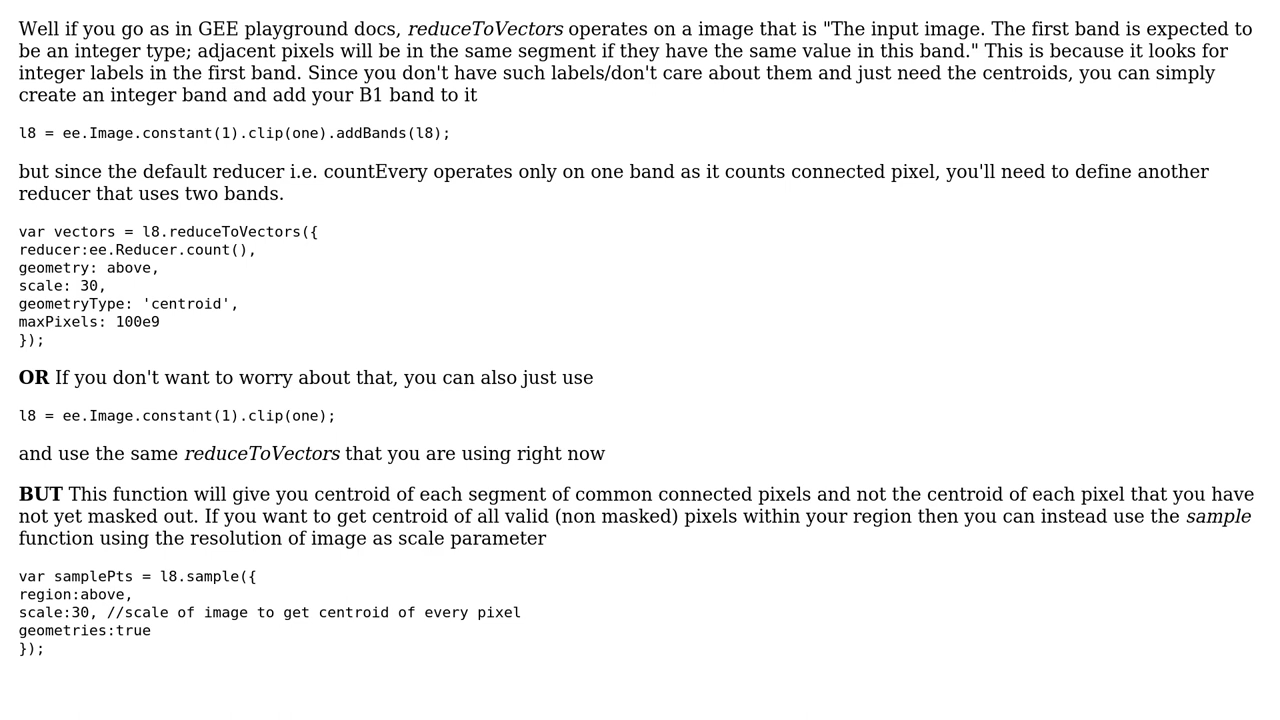 Well if you go as in GEE playground docs, reduceToVectors operates on a image that is "The input image. The first band is expected to
be an integer type; adjacent pixels will be in the same segment if they have the same value in this band." This is because it looks for
integer labels in the first band. Since you don't have such labels/don't care about them and just need the centroids, you can simply
create an integer band and add your B1 band to it
l8 = ee.Image.constant(1).clip(one).addBands(l8);
but since the default reducer i.e. countEvery operates only on one band as it counts connected pixel, you'll need to define another
reducer that uses two bands.
var vectors = l8.reduceToVectors({
reducer:ee.Reducer.count(),
geometry: above,
scale: 30,
geometryType: 'centroid',
maxPixels: 100e9
});
OR If you don't want to worry about that, you can also just use
l8 = ee.Image.constant(1).clip(one);
and use the same reduceToVectors that you are using right now
BUT This function will give you centroid of each segment of common connected pixels and not the centroid of each pixel that you have
not yet masked out. If you want to get centroid of all valid (non masked) pixels within your region then you can instead use the sample
function using the resolution of image as scale parameter
var samplePts = l8.sample({
region:above,
scale:30, //scale of image to get centroid of every pixel
geometries:true
});